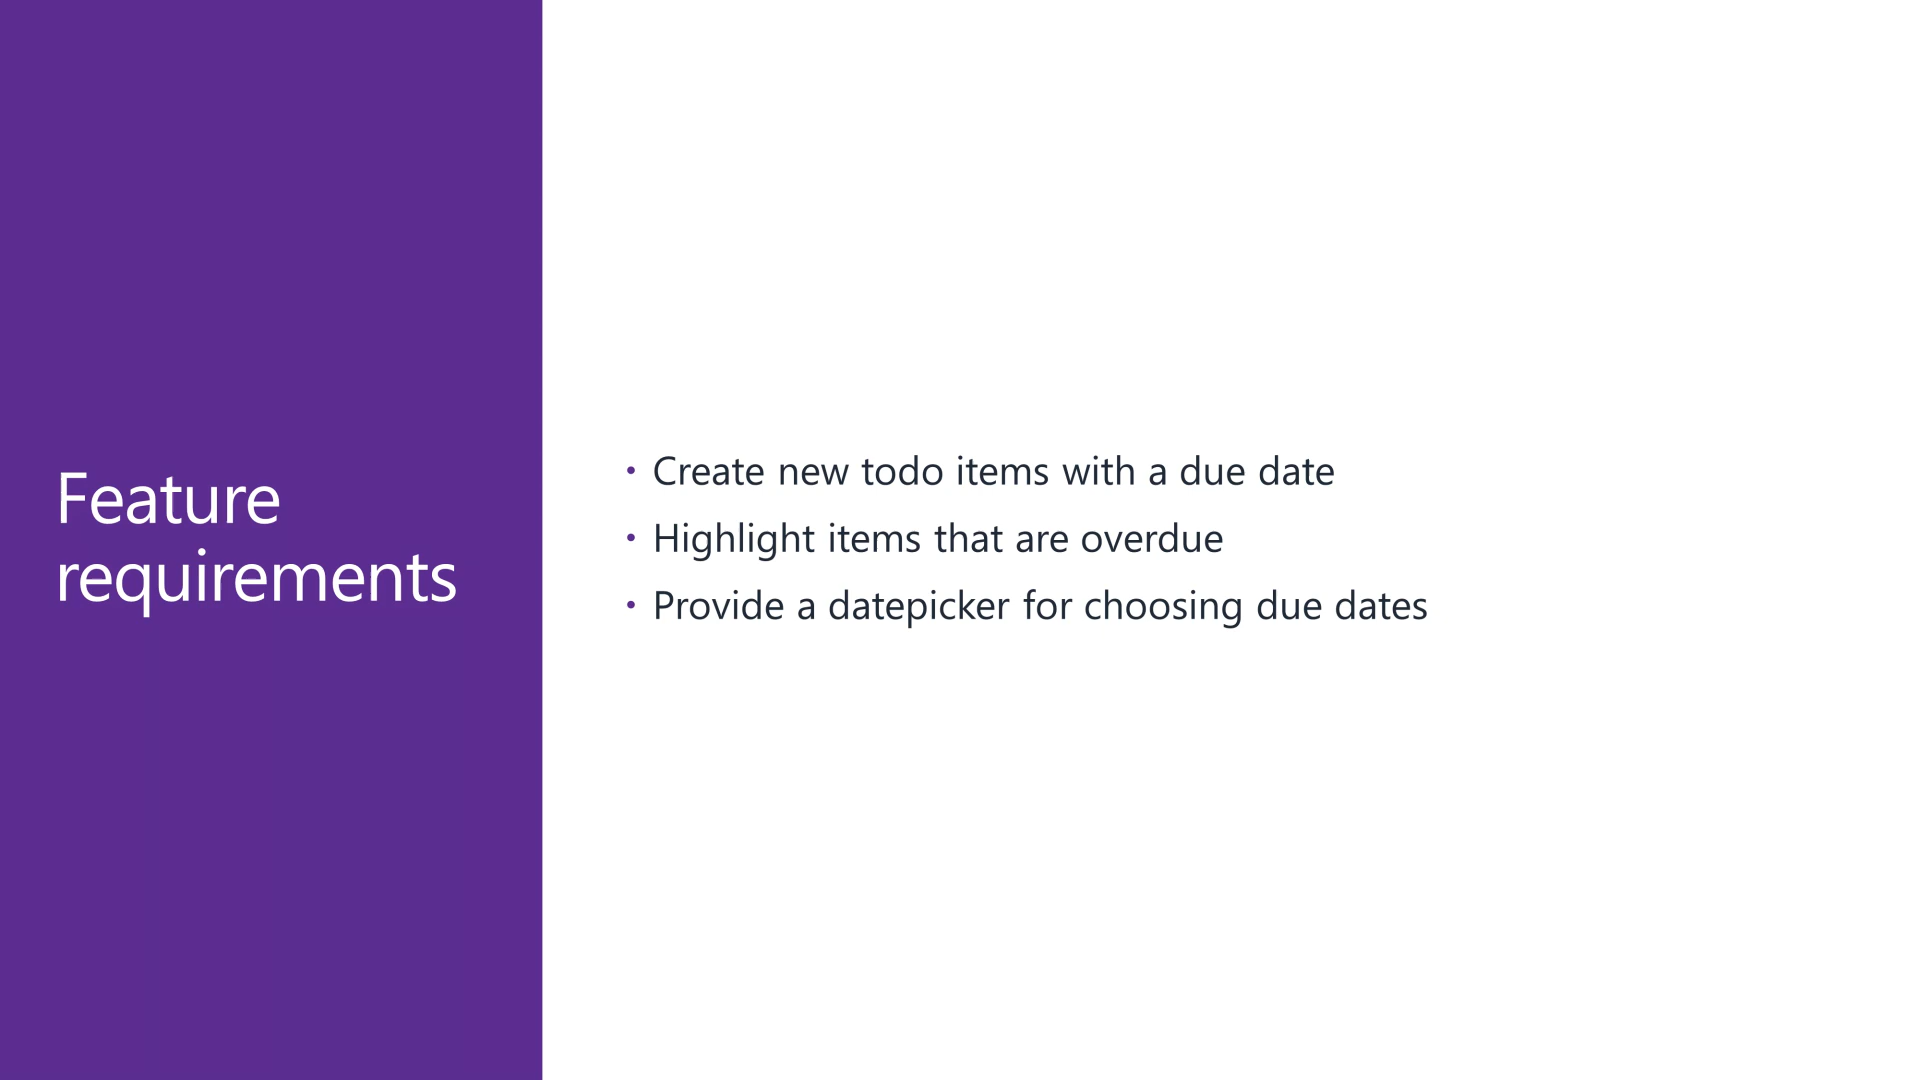 Feature
requirements
• Create new todo items with a due date
• Highlight items that are overdue
• Provide a datepicker for choosing due dates